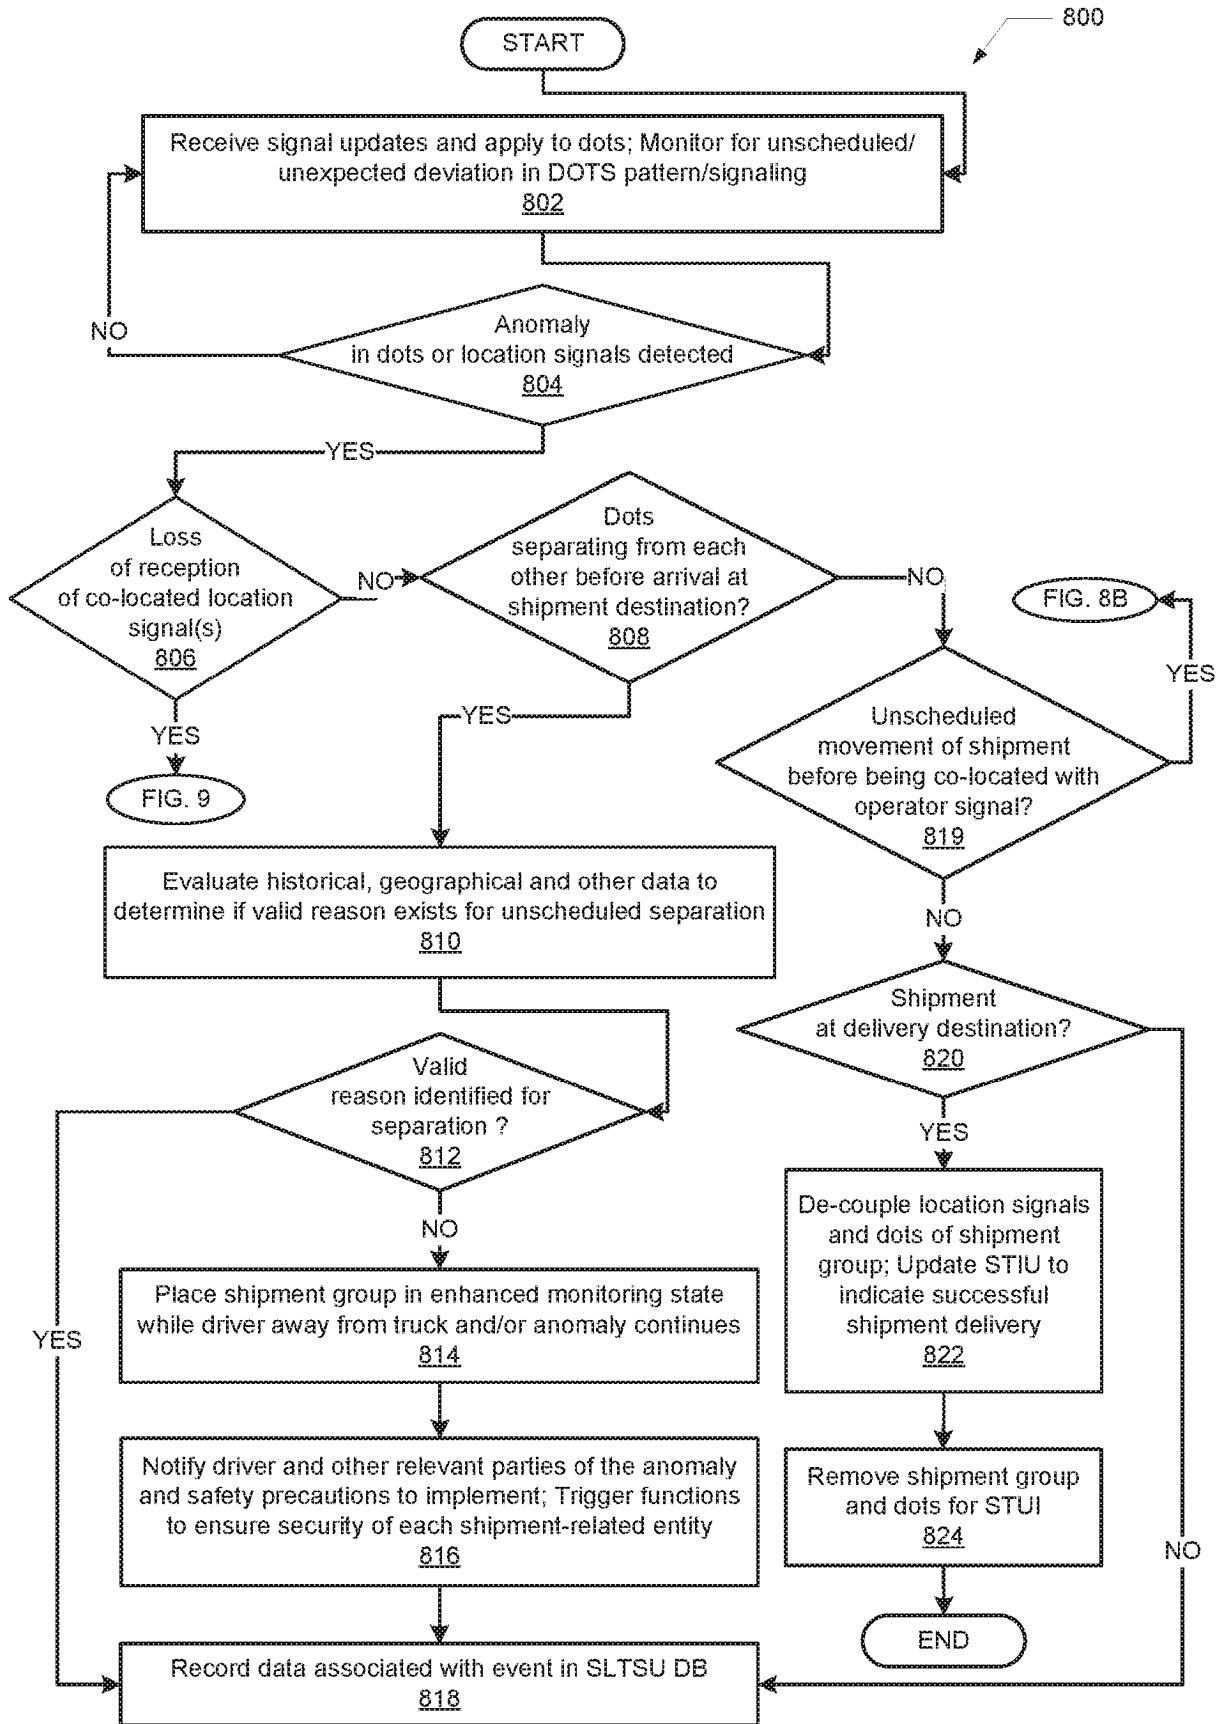 800
START
Receive signal updates and apply to dots; Monitor for unscheduled/
unexpected deviation in DOTS pattern/signaling
802
NO
Anomaly
in dots or location signals detected
804
YES
Loss
of reception
of co-located location
signal(s)
806
NO
Dots
separating from each
other before arrival at
shipment destination?
808
NO
FIG. 8B
YES
YES
FIG. 9
YES
Unscheduled
movement of shipment
before being co-located with
operator signal?
819
Evaluate historical, geographical and other data to
determine if valid reason exists for unscheduled separation
810
NO
Shipment
at delivery destination?
820
Valid
reason identified for
separation ?
812
YES
NO
De-couple location signals
and dots of shipment
group; Update STIU to
indicate successful
shipment delivery
822
Place shipment group in enhanced monitoring state
while driver away from truck and/or anomaly continues
814
YES
Notify driver and other relevant parties of the anomaly
and safety precautions to implement; Trigger functions
to ensure security of each shipment-related entity
816
Remove shipment group
and dots for STUI
824
NO
END
Record data associated with event in SLTSU DB
818